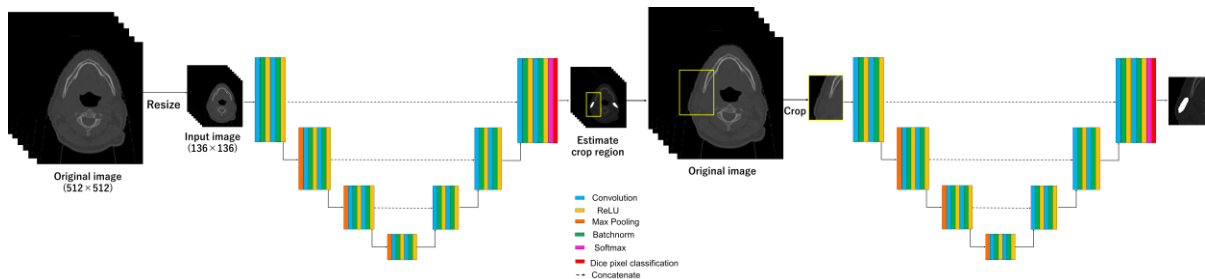 Original image
(512×512)
Resize
Input image
(136×136)
Estimate
crop region
Original image
Crop
Convolution
ReLU
Max Pooling
Batchnorm
Softmax
Dice pixel classification
Concatenate